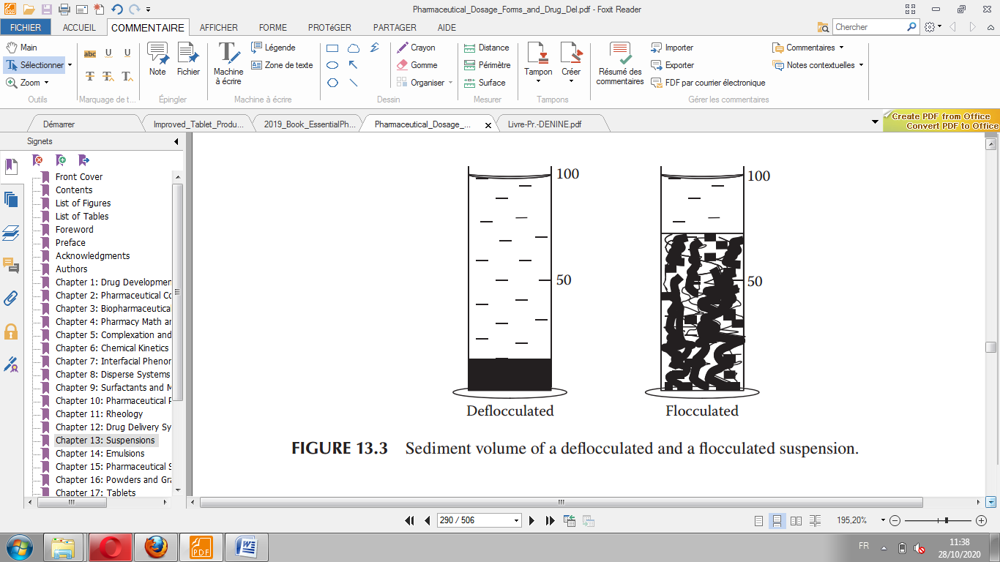 Pharmaceutical_Dosage_Forms_and_Drug_Del.pdf - Foxit Reader
FICHIER ACCUEIL COMMENTAIRE AFFICHER FORME PROTéGER PARTAGER AIDE Chercher
Main
Sélectionner
Zoom
Outils
abc U U
T T T
Marquage de t...
Note Fichier
Épingler
Machine
à écrire
Légende
Zone de texte
Machine à écrire
Crayon
Gomme
Organiser
Dessin
Distance
Périmètre
Surface
Mesurer
Tampon Créer
Tampons
Résumé des
commentaires
Importer
Exporter
FDF par courrier électronique
Commentaires
Notes contextuelles
Gérer les commentaires
Démarrer Improved_Tablet_Produ... 2019_Book_EssentialPh... Pharmaceutical_Dosage_... Livre-Pr.-DENINE.pdf
Create PDF from Office
Convert PDF to Office
Signets
Front Cover
Contents
List of Figures
List of Tables
Foreword
Preface
Acknowledgments
Authors
Chapter 1: Drug Developmen
Chapter 2: Pharmaceutical Co
Chapter 3: Biopharmaceutica
Chapter 4: Pharmacy Math an
Chapter 5: Complexation and
Chapter 6: Chemical Kinetics
Chapter 7: Interfacial Phenor
Chapter 8: Disperse Systems
Chapter 9: Surfactants and M
Chapter 10: Pharmaceutical P
Chapter 11: Rheology
Chapter 12: Drug Delivery Sy
Chapter 13: Suspensions
Chapter 14: Emulsions
Chapter 15: Pharmaceutical S
Chapter 16: Powders and Gra
Chapter 17: Tablets
100
50
Deflocculated
100
50
Flocculated
FIGURE 13.3 Sediment volume of a deflocculated and a flocculated suspension.
290 / 506
195,20%
PDF
FR
11:38
28/10/2020